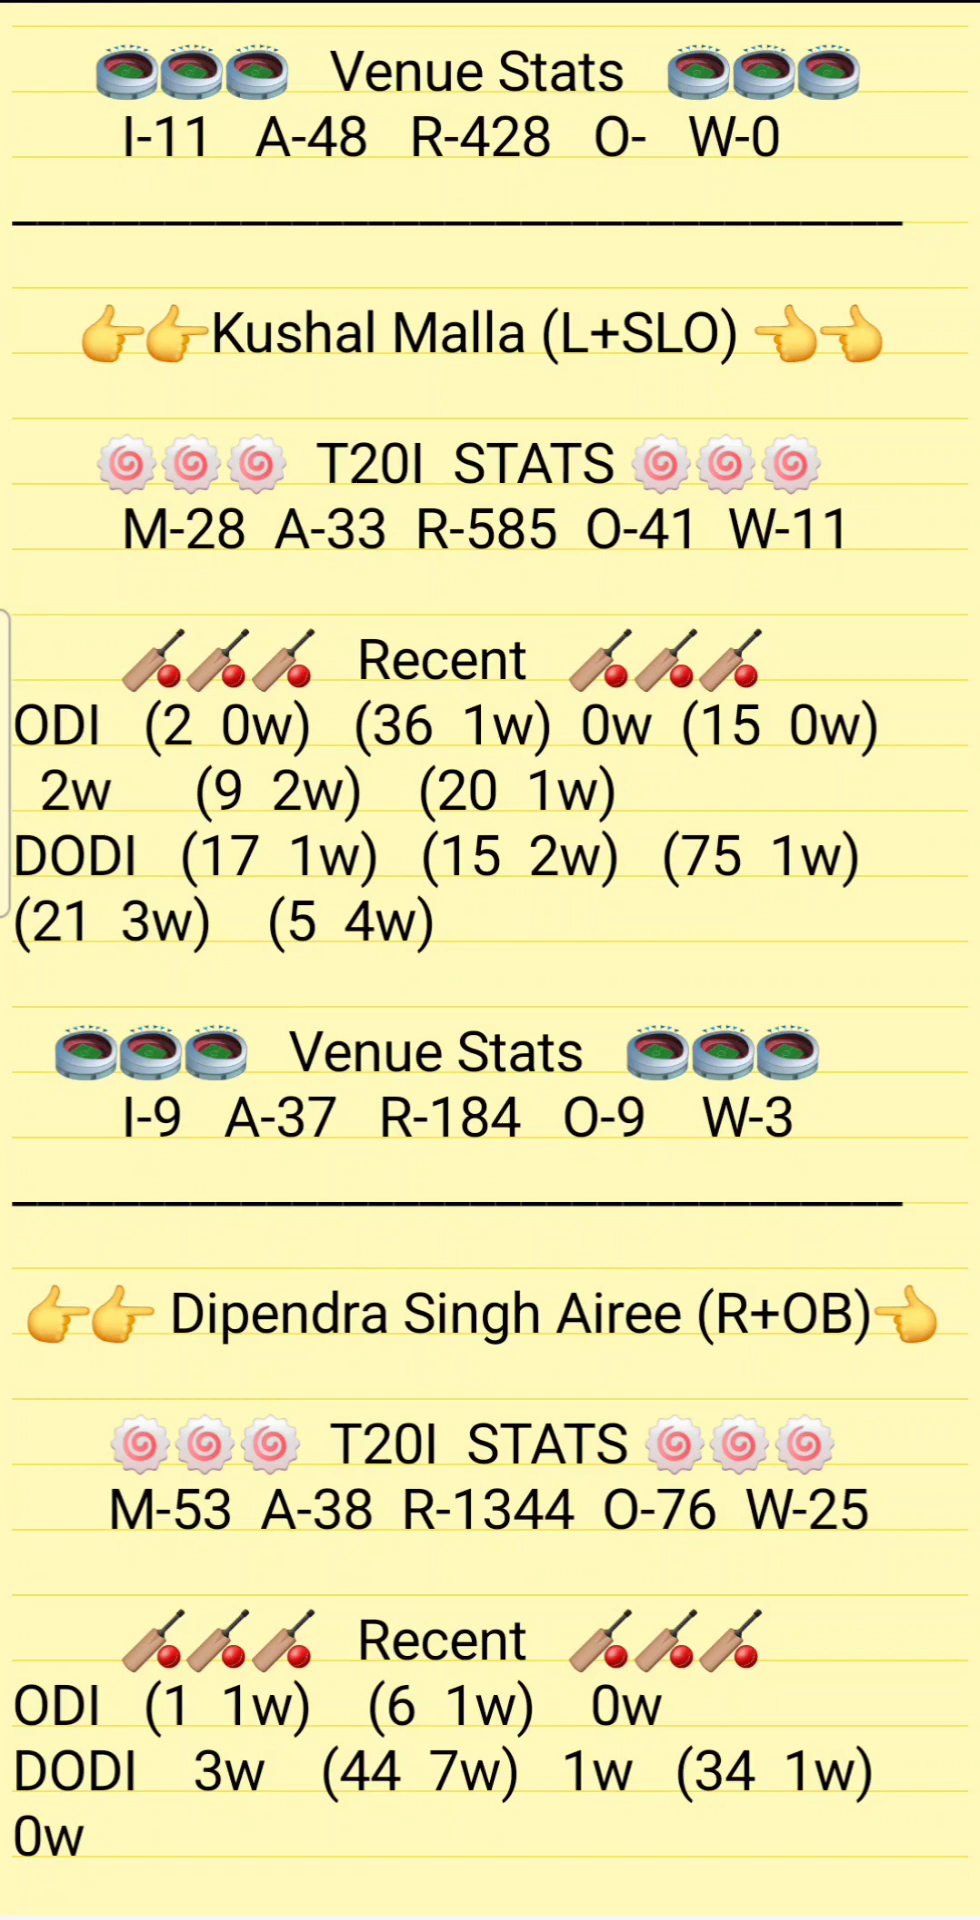 Venue Stats
I-11 A-48 R-428 O- W-0
Kushal Malla (L+SLO)
T20I STATS
M-28 A-33 R-585 O-41 W-11
Recent
ODI (2 0w) (36 1w) 0w (15 0w)
2w (9 2w) (20 1w)
DODI (17 1w) (15 2w) (75 1w)
(21 3w) (5 4w)
Venue Stats
I-9 A-37 R-184 O-9 W-3
Dipendra Singh Airee (R+OB)
T20I STATS
M-53 A-38 R-1344 O-76 W-25
Recent
ODI (1 1w) (6 1w) 0w
DODI 3w (44 7w) 1w (34 1w)
0w